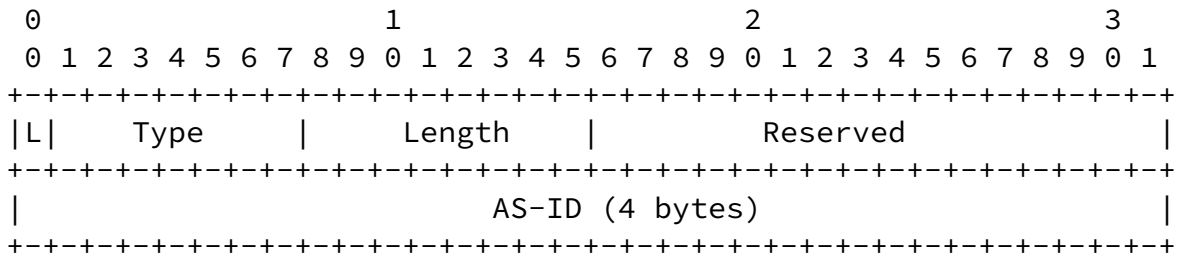 0                   1                   2                   3
 0 1 2 3 4 5 6 7 8 9 0 1 2 3 4 5 6 7 8 9 0 1 2 3 4 5 6 7 8 9 0 1
+-+-+-+-+-+-+-+-+-+-+-+-+-+-+-+-+-+-+-+-+-+-+-+-+-+-+-+-+-+-+-+-+
|L|    Type     |     Length    |         Reserved              |
+-+-+-+-+-+-+-+-+-+-+-+-+-+-+-+-+-+-+-+-+-+-+-+-+-+-+-+-+-+-+-+-+
|                          AS-ID (4 bytes)                      |
+-+-+-+-+-+-+-+-+-+-+-+-+-+-+-+-+-+-+-+-+-+-+-+-+-+-+-+-+-+-+-+-+